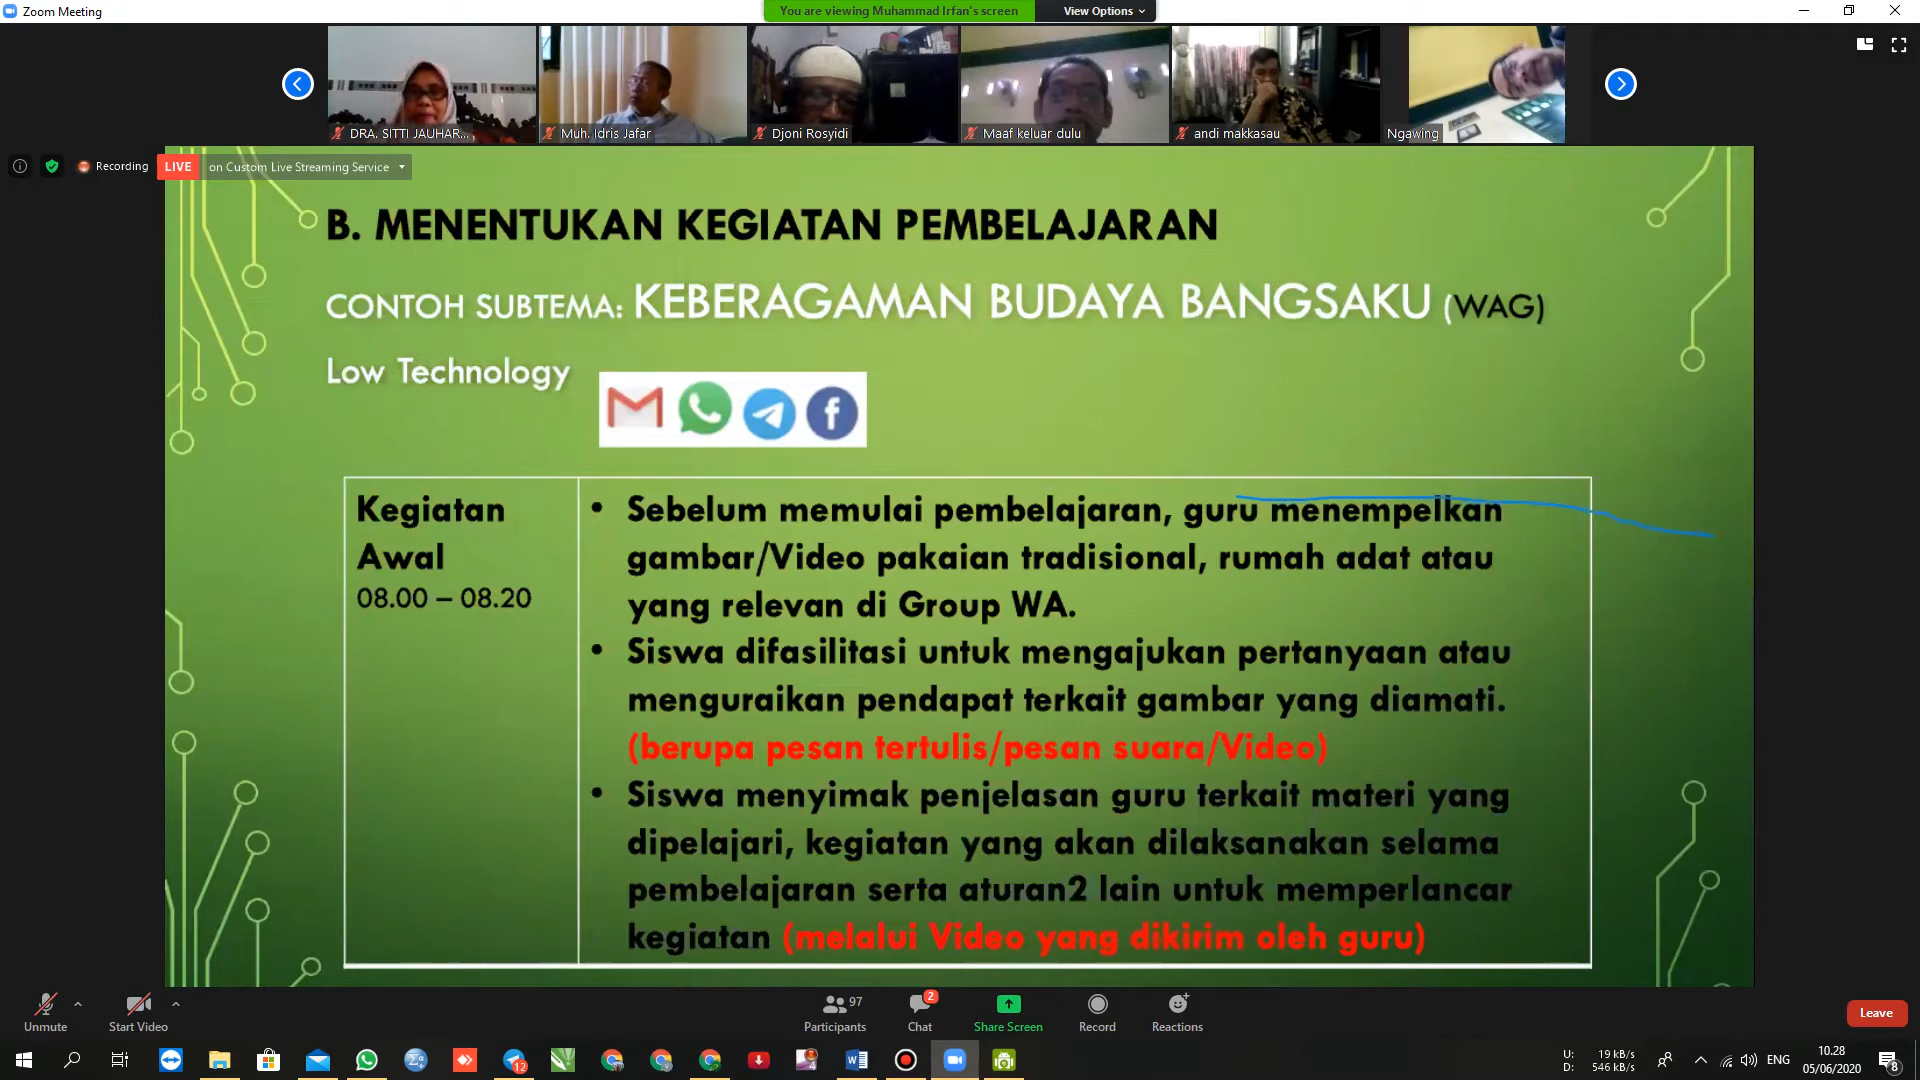 Zoom Meeting
You are viewing Muhammad Irfan's screen
View Options
DRA. SITTI JAUHAR...
Muh. Idris Jafar
Djoni Rosyidi
Maaf keluar dulu
andi makkasau
Ngawing
Recording
LIVE
on Custom Live Streaming Service
B. MENENTUKAN KEGIATAN PEMBELAJARAN
CONTOH SUBTEMA: KEBERAGAMAN BUDAYA BANGSAKU (WAG)
Low Technology
Kegiatan
Awal
08.00 – 08.20
• Sebelum memulai pembelajaran, guru menempelkan
gambar/Video pakaian tradisional, rumah adat atau
yang relevan di Group WA.
• Siswa difasilitasi untuk mengajukan pertanyaan atau
menguraikan pendapat terkait gambar yang diamati.
(berupa pesan tertulis/pesan suara/Video)
• Siswa menyimak penjelasan guru terkait materi yang
dipelajari, kegiatan yang akan dilaksanakan selama
pembelajaran serta aturan2 lain untuk memperlancar
kegiatan (melalui Video yang dikirim oleh guru)
Unmute
Start Video
97
Participants
2
Chat
Share Screen
Record
Reactions
Leave
12
U: 19 kB/s
D: 546 kB/s
ENG
10.28
05/06/2020
8